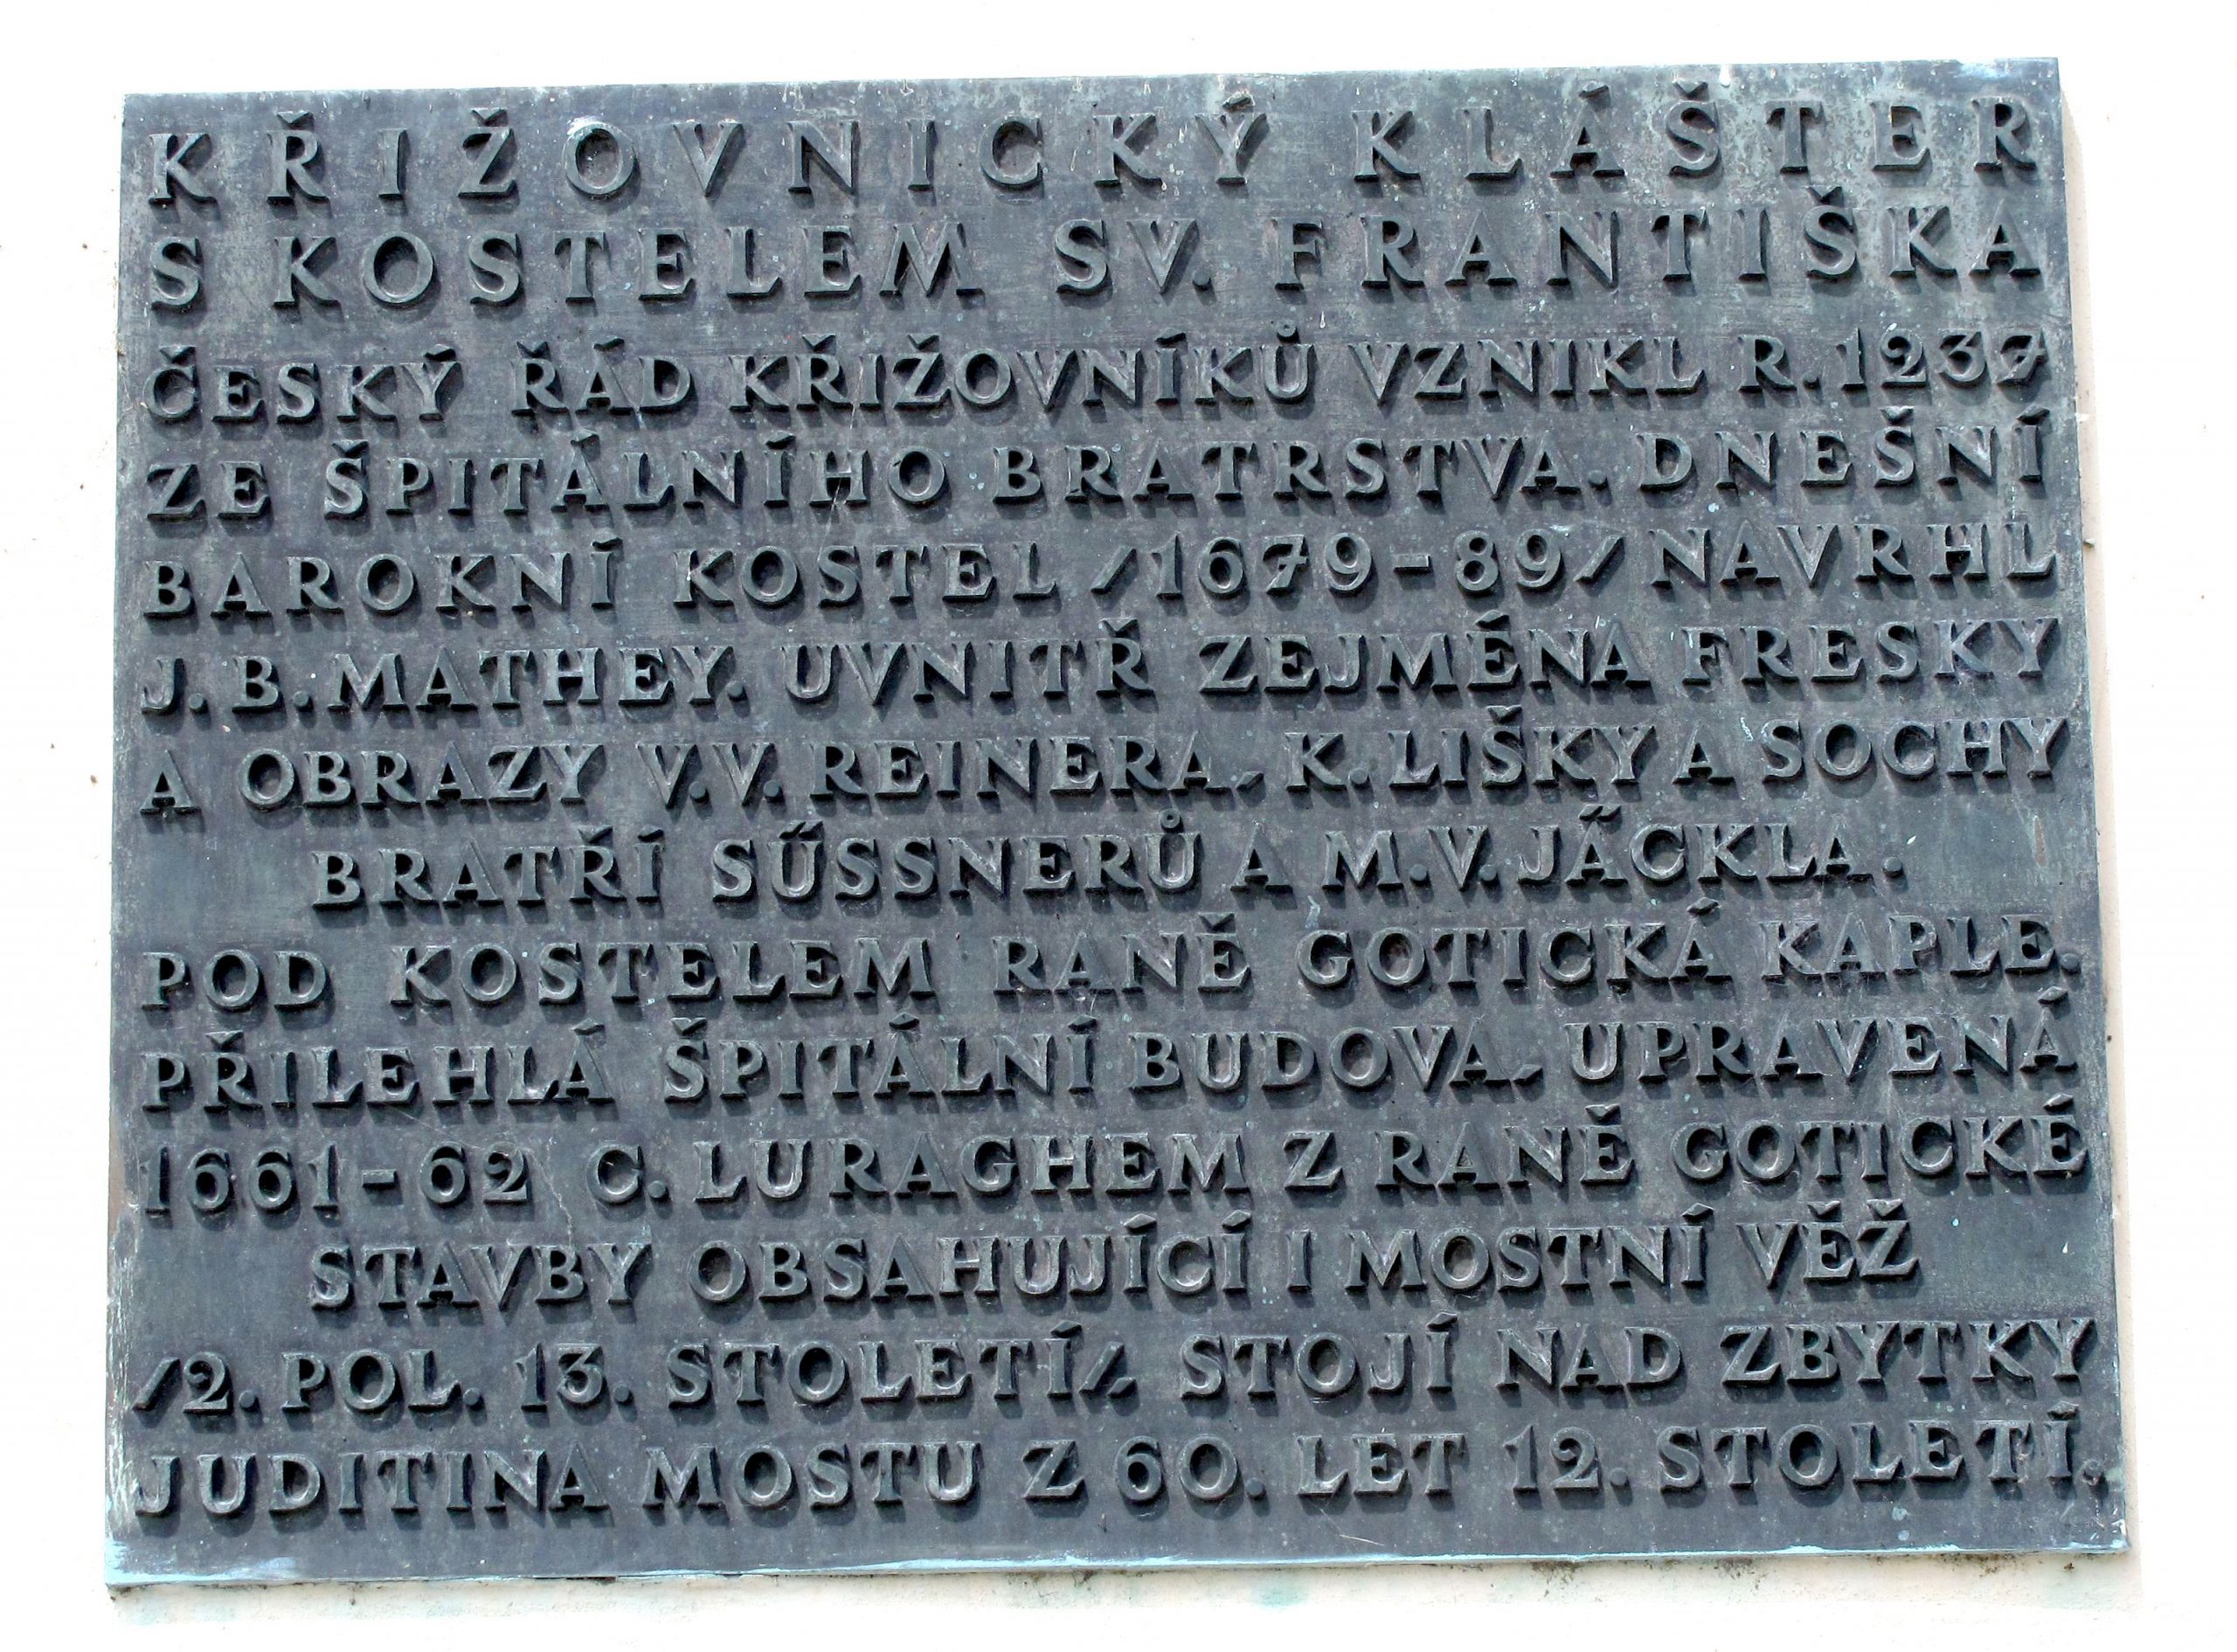 KŘIŽOVNICKÝ KLÁŠTER
S KOSTELEM SV. FRANTIŠKA
ČESKÝ ŘÁD KŘIŽOVNÍKŮ VZNIKL R. 1237
ZE ŠPITÁLNÍHO BRATRSTVA. DNEŠNÍ
BAROKNÍ KOSTEL /1679-89/ NAVRHL
J. B. MATHEY. UVNITŘ ZEJMÉNA FRESKY
A OBRAZY V. V. REINERA, K. LIŠKY A SOCHY
BRATŘÍ SŰSSNERŮ A M. V. JÄCKLA.
POD KOSTELEM RANĚ GOTICKÁ KAPLE.
PŘILEHLÁ ŠPITÁLNÍ BUDOVA, UPRAVENÁ
1661-62 C. LURAGHEM Z RANĚ GOTICKÉ
STAVBY OBSAHUJÍCÍ I MOSTNÍ VĚŽ
/2. POL. 13. STOLETÍ/, STOJÍ NAD ZBYTKY
JUDITINA MOSTU Z 60. LET 12. STOLETÍ.